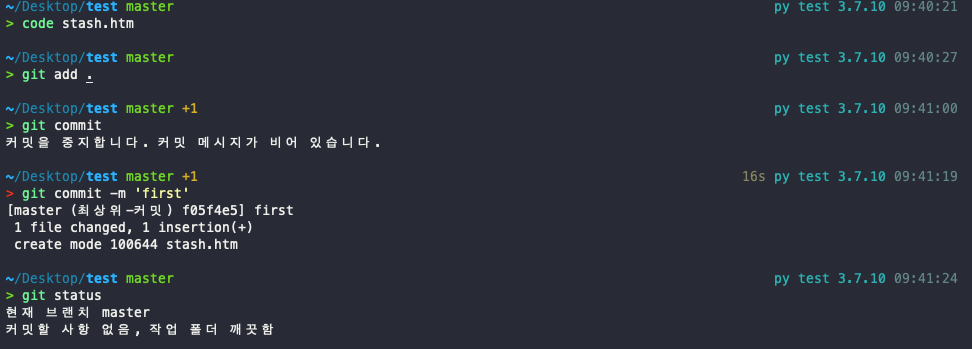 ~/Desktop/test master py test 3.7.10 09:40:21
> code stash.htm
~/Desktop/test master py test 3.7.10 09:40:27
> git add .
~/Desktop/test master +1 py test 3.7.10 09:41:00
> git commit
커밋을 중지합니다. 커밋 메시지가 비어 있습니다.
~/Desktop/test master +1 16s py test 3.7.10 09:41:19
> git commit -m 'first'
[master (최상위-커밋) f05f4e5] first
1 file changed, 1 insertion(+)
create mode 100644 stash.htm
~/Desktop/test master py test 3.7.10 09:41:24
> git status
현재 브랜치 master
커밋할 사항 없음, 작업 폴더 깨끗함